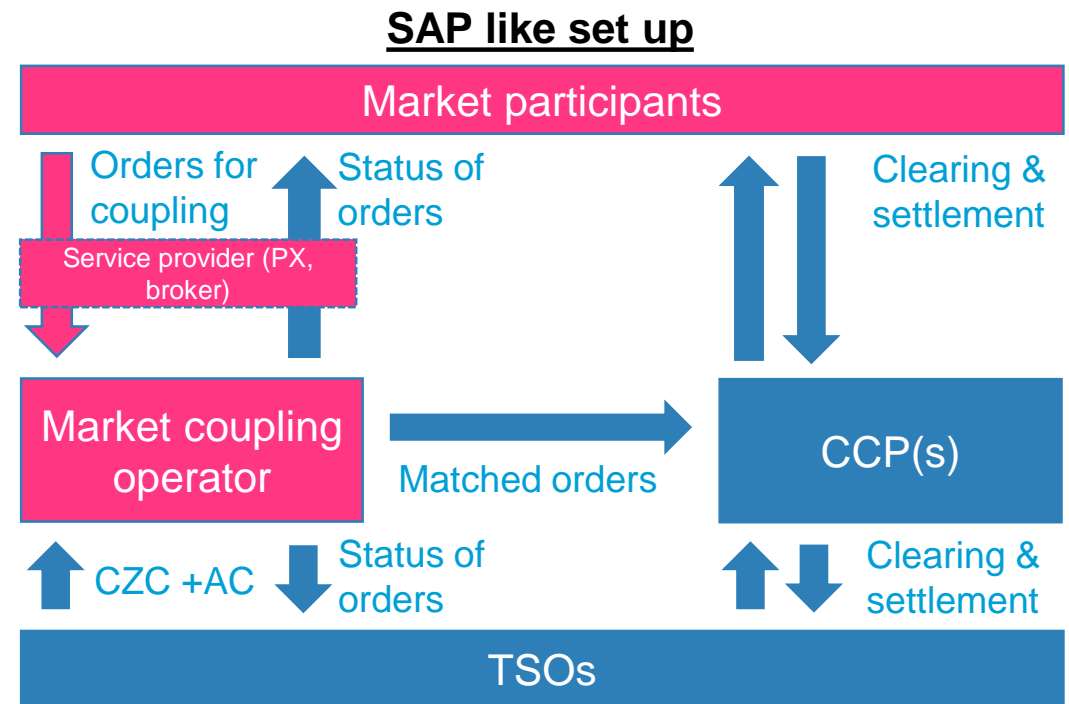 SAP like set up
Market participants
Orders for
coupling
Status of
orders
Clearing &
settlement
Service provider (PX,
broker)
Market coupling
operator
Matched orders
CCP(s)
CZC +AC
Status of
orders
Clearing &
settlement
TSOs